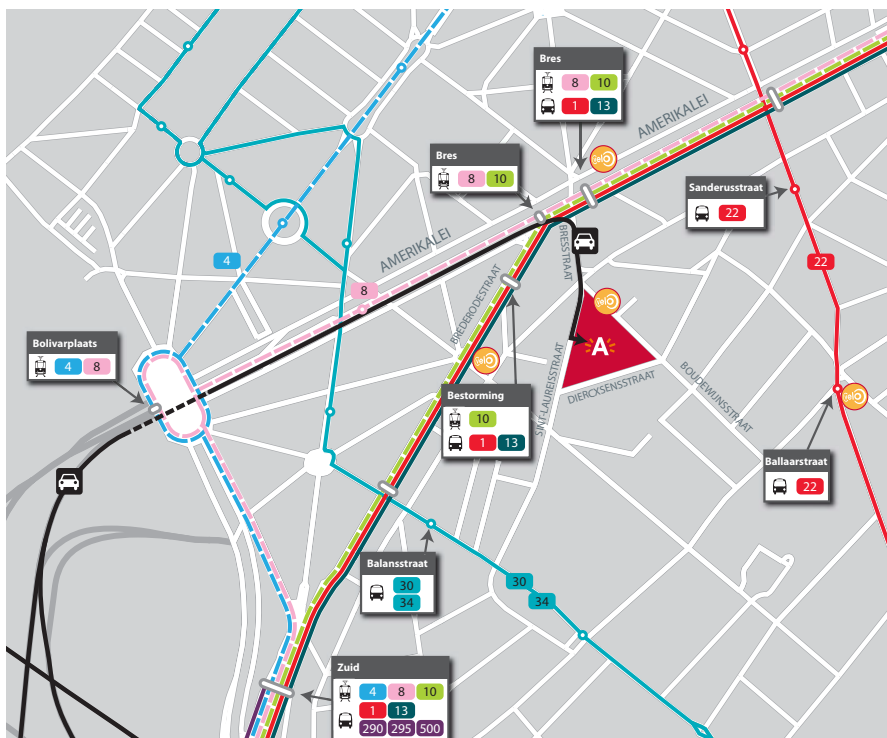 Bres
8 10
1 13
AMERIKALEI
Bres
8 10
Sanderusstraat
22
AMERIKALEI
BRESSTRAAT
4
22
8
BREDERODESTRAAT
Bolivarplaats
4 8
A
SINT-LAUREISSTRAAT
DIERCKSENSSTRAAT
BOUDEWIJNSSTRAAT
Bestorming
10
1 13
Ballaarstraat
22
Balansstraat
30
34
30
34
Zuid
4 8 10
1 13
290 295 500